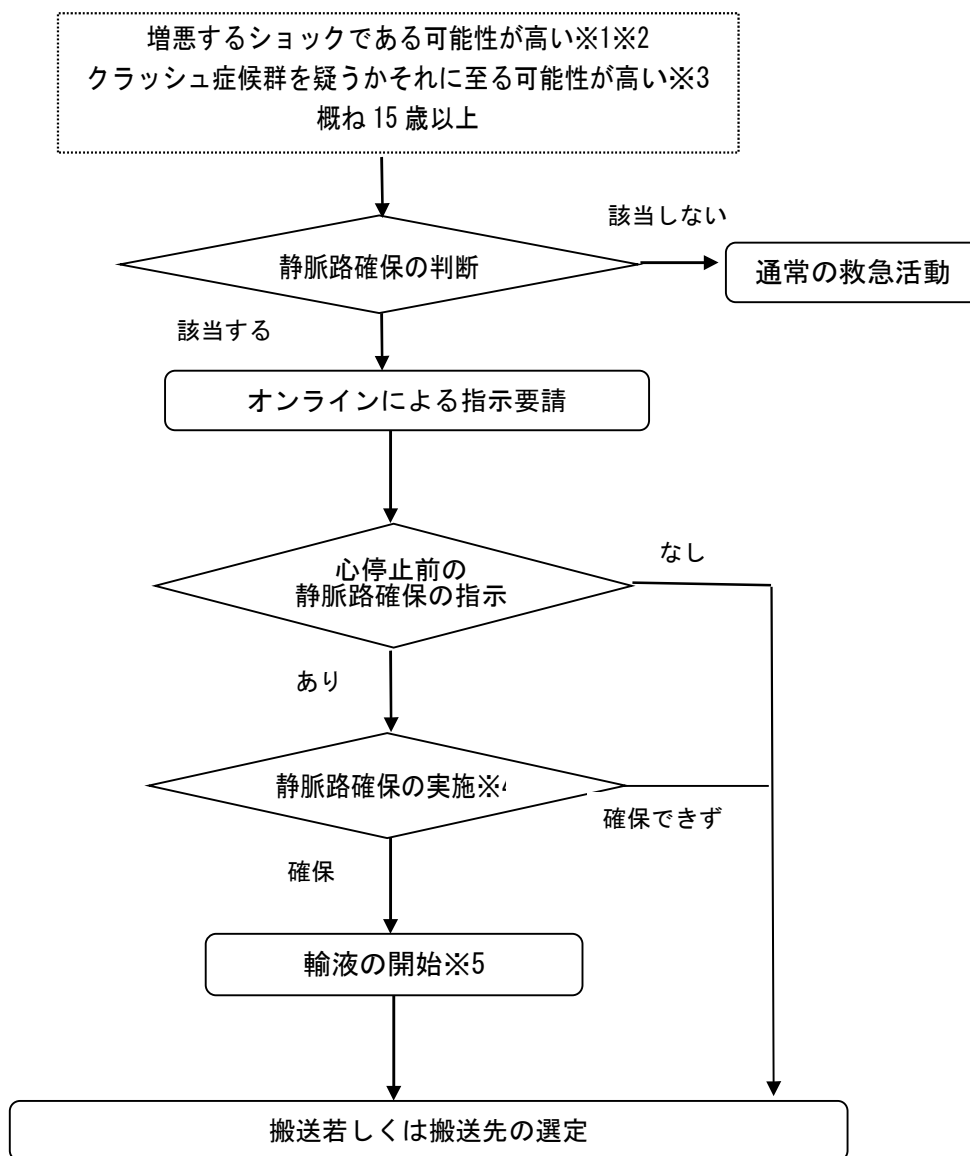 増悪するショックである可能性が高い※1※2
クラッシュ症候群を疑うかそれに至る可能性が高い※3
概ね15歳以上
該当しない
静脈路確保の判断
通常の救急活動
該当する
オンラインによる指示要請
なし
心停止前の
静脈路確保の指示
あり
静脈路確保の実施※4
確保できず
確保
輸液の開始※5
搬送若しくは搬送先の選定